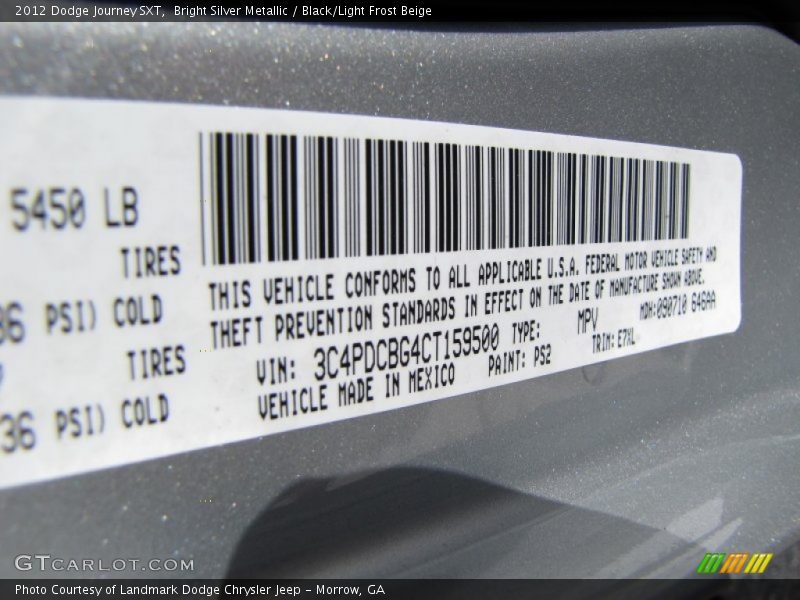 2012 Dodge Journey SXT,  Bright Silver Metallic / Black/Light Frost Beige
5450 LB
TIRES
THIS VEHICLE CONFORMS TO ALL APPLICABLE U.S.A. FEDERAL MOTOR VEHICLE SAFETY AND
36 PSI) COLD
THEFT PREVENTION STANDARDS IN EFFECT ON THE DATE OF MANUFACTURE SHOWN ABOVE.
TIRES
VIN: 3C4PDCBG4CT159500 TYPE: MPV MDH:090710 646AA
36 PSI) COLD
VEHICLE MADE IN MEXICO PAINT: PS2 TRIM: E7XL
GTCARLOT.COM
Photo Courtesy of Landmark Dodge Chrysler Jeep – Morrow, GA